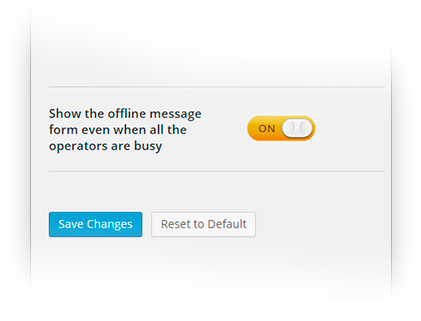 Show the offline message
form even when all the
operators are busy
ON
Save Changes
Reset to Default